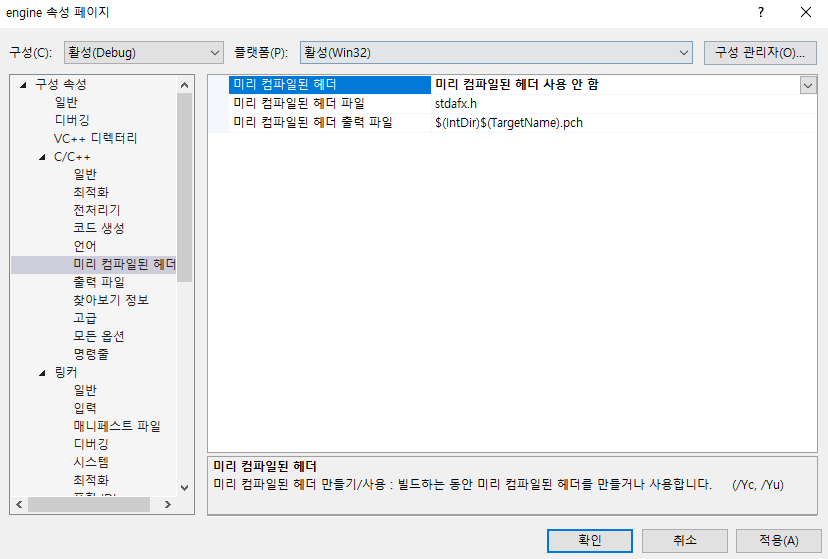 engine 속성 페이지
구성(C): 활성(Debug) 플랫폼(P): 활성(Win32) 구성 관리자(O)...
구성 속성
일반
디버깅
VC++ 디렉터리
C/C++
일반
최적화
전처리기
코드 생성
언어
미리 컴파일된 헤더
출력 파일
찾아보기 정보
고급
모든 옵션
명령줄
링커
일반
입력
매니페스트 파일
디버깅
시스템
최적화
미리 컴파일된 헤더 미리 컴파일된 헤더 사용 안 함
미리 컴파일된 헤더 파일 stdafx.h
미리 컴파일된 헤더 출력 파일 $(IntDir)$(TargetName).pch
미리 컴파일된 헤더
미리 컴파일된 헤더 만들기/사용 : 빌드하는 동안 미리 컴파일된 헤더를 만들거나 사용합니다. (/Yc, /Yu)
확인 취소 적용(A)